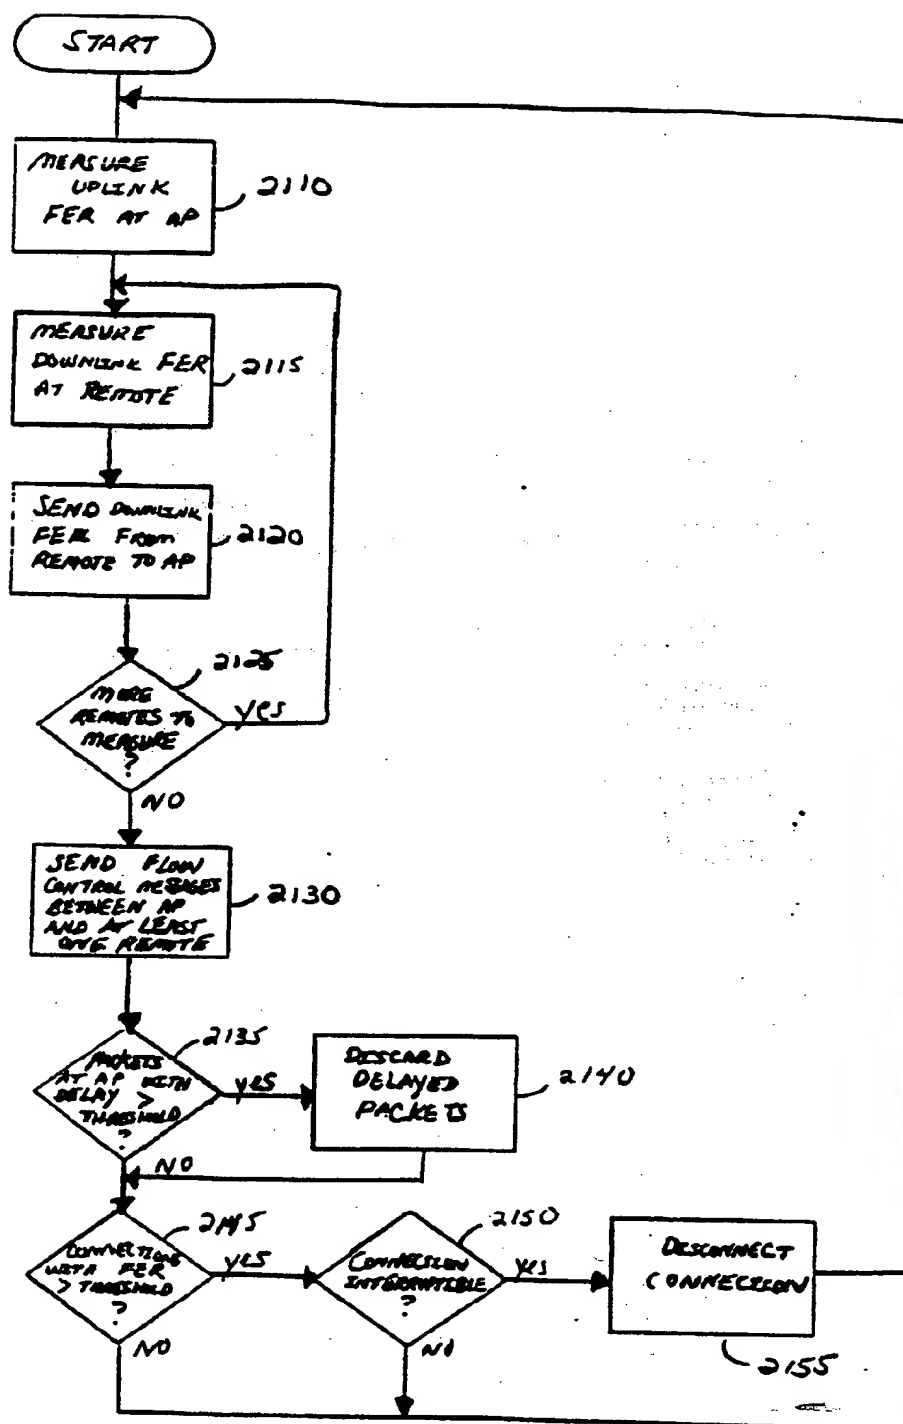 START
MEASURE
UPLINK
FER AT AP
2110
MEASURE
DOWNLINK FER
AT REMOTE
2115
SEND DOWNLINK
FER FROM
REMOTE TO AP
2120
2125
MORE
REMOTES TO
MEASURE
?
yes
NO
SEND FLOW
CONTROL MESSAGES
BETWEEN AP
AND AT LEAST
ONE REMOTE
2130
2135
PACKETS
AT AP WITH
DELAY >
THRESHOLD
?
yes
DISCARD
DELAYED
PACKETS
2140
NO
2145
CONNECTIONS
WITH FER
> THRESHOLD
?
yes
2150
CONNECTION
INTERRUPTIBLE
?
yes
DISCONNECT
CONNECTION
NO
NO
2155